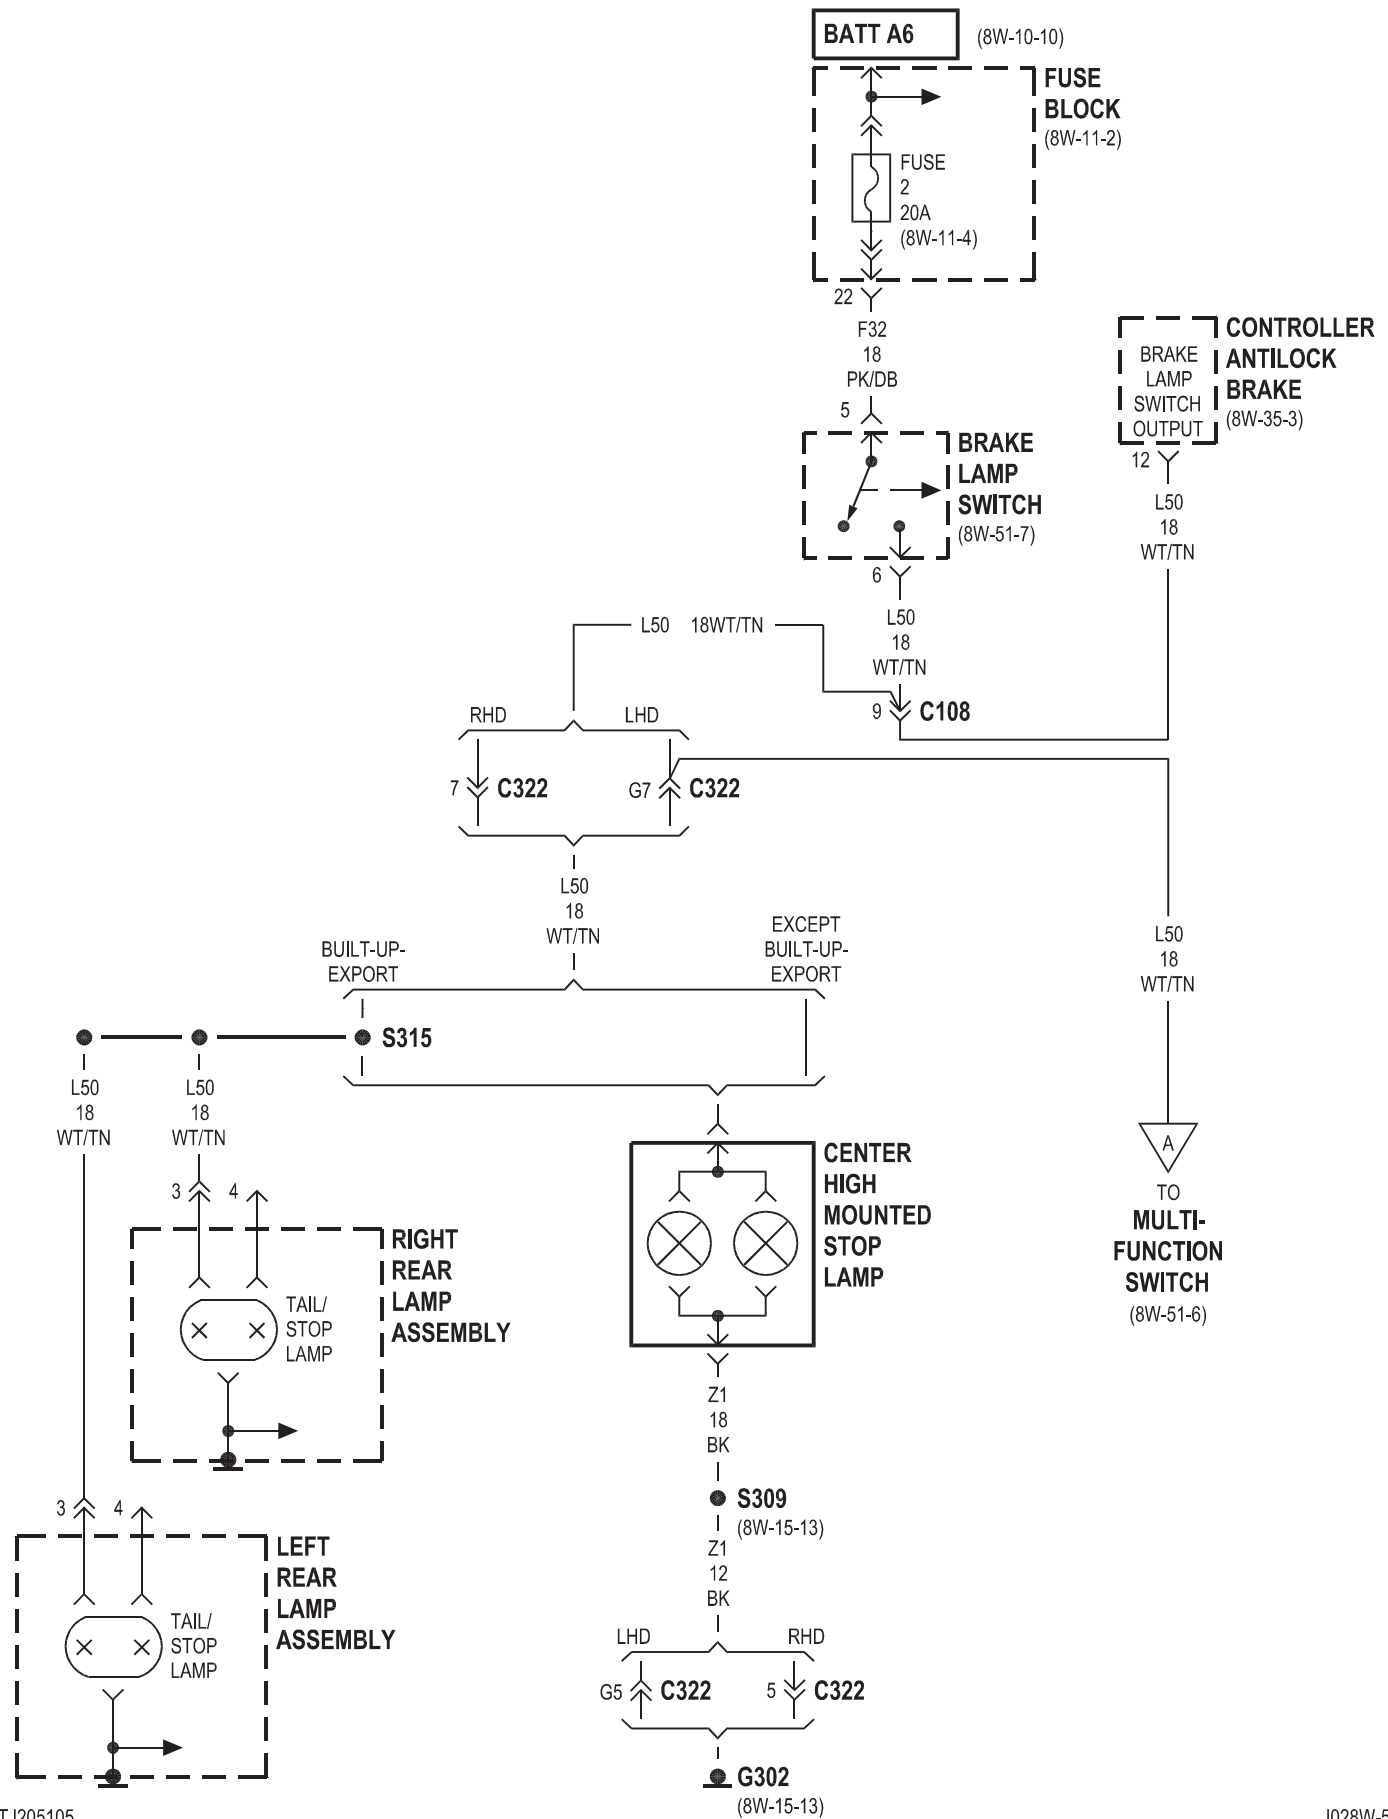 BATT A6 (8W-10-10)
FUSE
BLOCK
(8W-11-2)
FUSE
2
20A
(8W-11-4)
22
F32
18
PK/DB
5
BRAKE
LAMP
SWITCH
(8W-51-7)
6
CONTROLLER
ANTILOCK
BRAKE
(8W-35-3)
BRAKE
LAMP
SWITCH
OUTPUT
12
L50
18
WT/TN
L50 18WT/TN
L50
18
WT/TN
9 C108
RHD LHD
7 C322 G7 C322
L50
18
WT/TN
BUILT-UP-
EXPORT
EXCEPT
BUILT-UP-
EXPORT
L50
18
WT/TN
S315
L50
18
WT/TN
L50
18
WT/TN
3 4
RIGHT
REAR
LAMP
ASSEMBLY
TAIL/
STOP
LAMP
CENTER
HIGH
MOUNTED
STOP
LAMP
A
TO
MULTI-
FUNCTION
SWITCH
(8W-51-6)
Z1
18
BK
S309
(8W-15-13)
Z1
12
BK
3 4
LEFT
REAR
LAMP
ASSEMBLY
TAIL/
STOP
LAMP
LHD RHD
G5 C322 5 C322
G302
(8W-15-13)